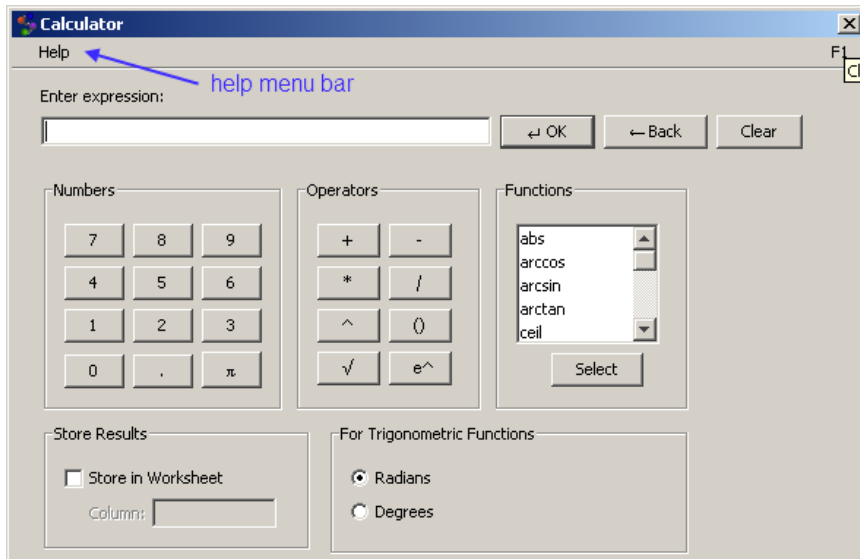 Calculator
Help F1
help menu bar
Enter expression:
↵ OK ← Back Clear
Numbers Operators Functions
7 8 9 + - abs
arccos
4 5 6 * / arcsin
arctan
1 2 3 ^ () ceil
0 . π √ e^ Select
Store Results For Trigonometric Functions
Store in Worksheet Radians
Column: Degrees